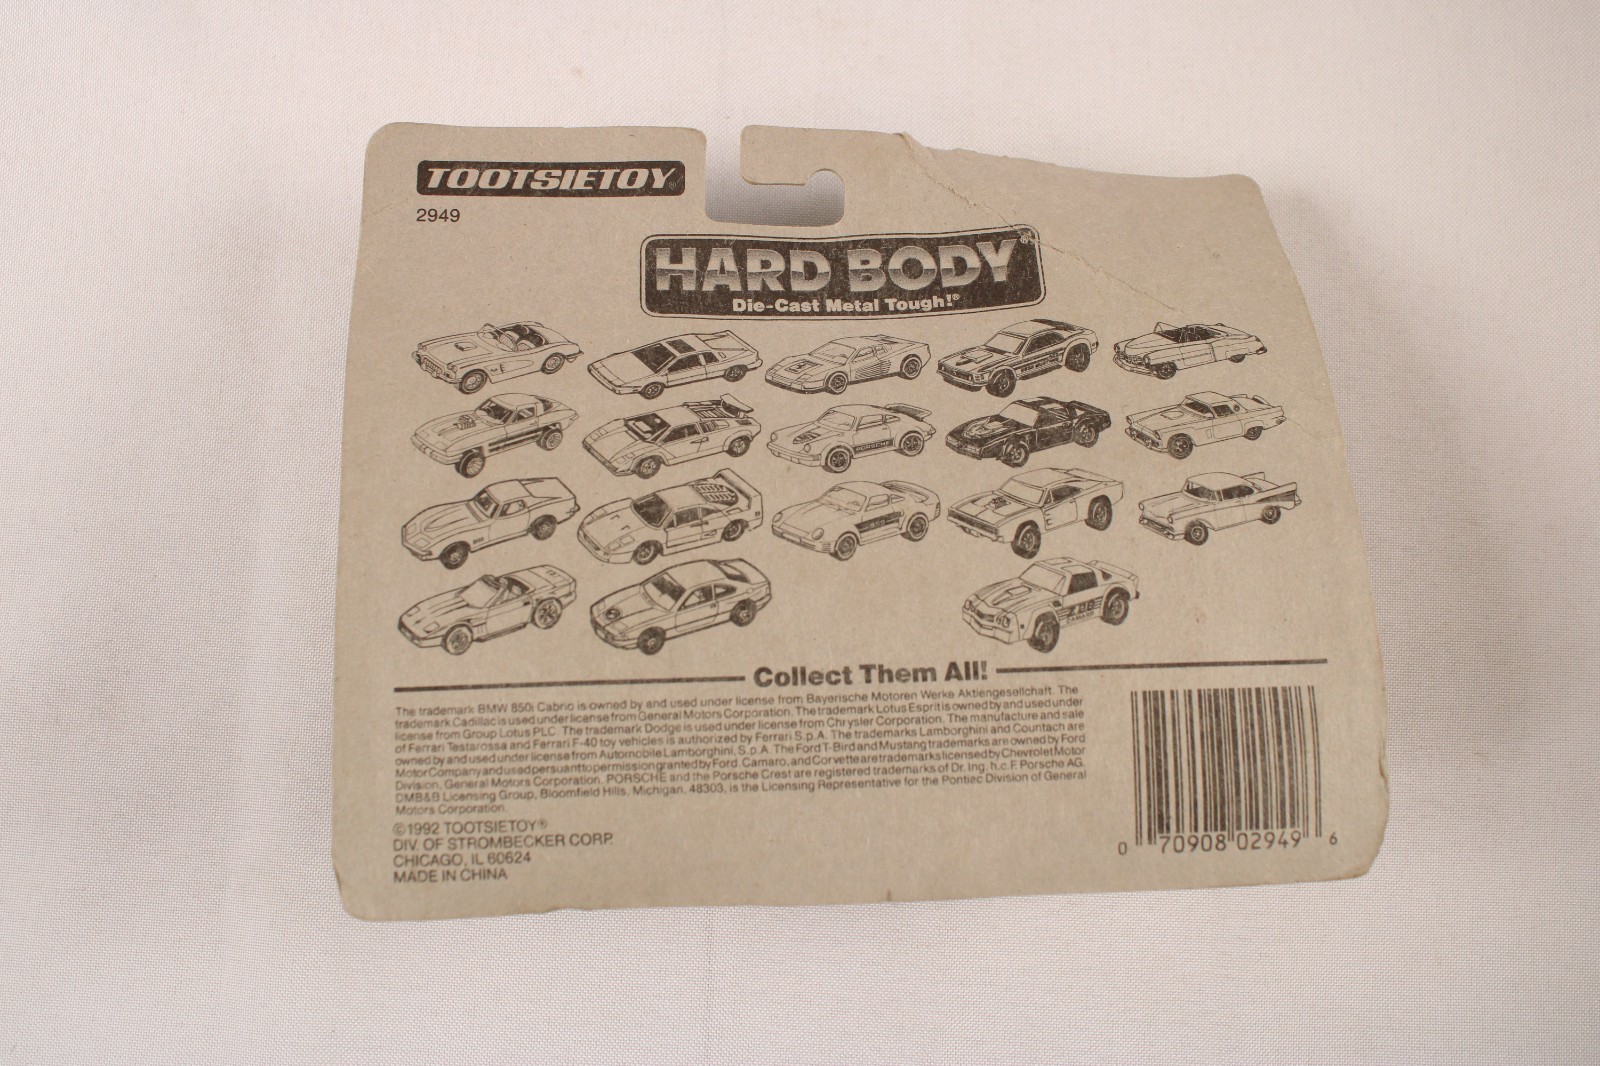 TOOTSIETOY®
2949
HARD BODY®
Die-Cast Metal Tough!®
PORSCHE
959
Z28
CAMARO
Collect Them All!
The trademark BMW 850i Cabrio is owned by and used under license from Bayerische Motoren Werke Aktiengesellchaft. The
trademark Cadillac is used under license from General Motors Corporation. The trademark Lotus Esprit is owned by and used under
license from Group Lotus PLC. The trademark Dodge is used under license from Chrysler Corporation. The manufacture and sale
of Ferrari Testarossa and Ferrari F-40 toy vehicles is authorized by Ferrari S.p.A. The trademarks Lamborghini and Countach are
owned by and used under license from Automobile Lamborghini, S.p.A. The Ford T-Bird and Mustang trademarks are owned by Ford
Motor Company and used persuant to permission granted by Ford. Camaro, and Corvette are trademarks licensed by Chevrolet Motor
Division, General Motors Corporation. PORSCHE and the Porsche Crest are registered trademarks of Dr. Ing. h.c.F. Porsche AG.
DMB&B Licensing Group, Bloomfield Hills, Michigan, 48303, is the Licensing Representative for the Pontiac Division of General
Motors Corporation.
©1992 TOOTSIETOY®
DIV. OF STROMBECKER CORP.
CHICAGO, IL 60624
MADE IN CHINA
0 70908 02949 6